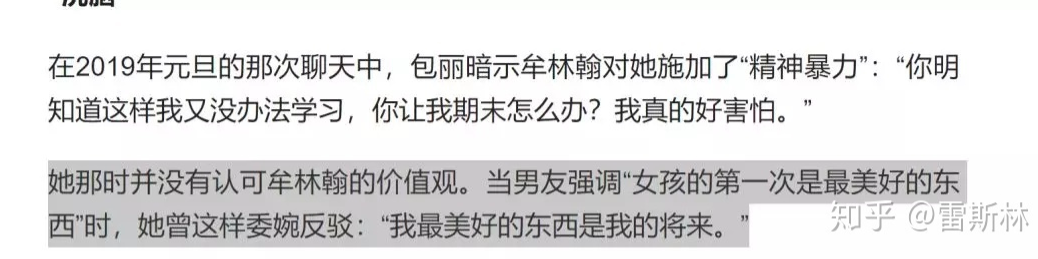 在2019年元旦的那次聊天中，包丽暗示牟林翰对她施加了“精神暴力”：“你明
知道这样我又没办法学习，你让我期末怎么办？我真的好害怕。”
她那时并没有认可牟林翰的价值观。当男友强调“女孩的第一次是最美好的东
西”时，她曾这样委婉反驳：“我最美好的东西是我的将来。”
知乎 @雷斯林